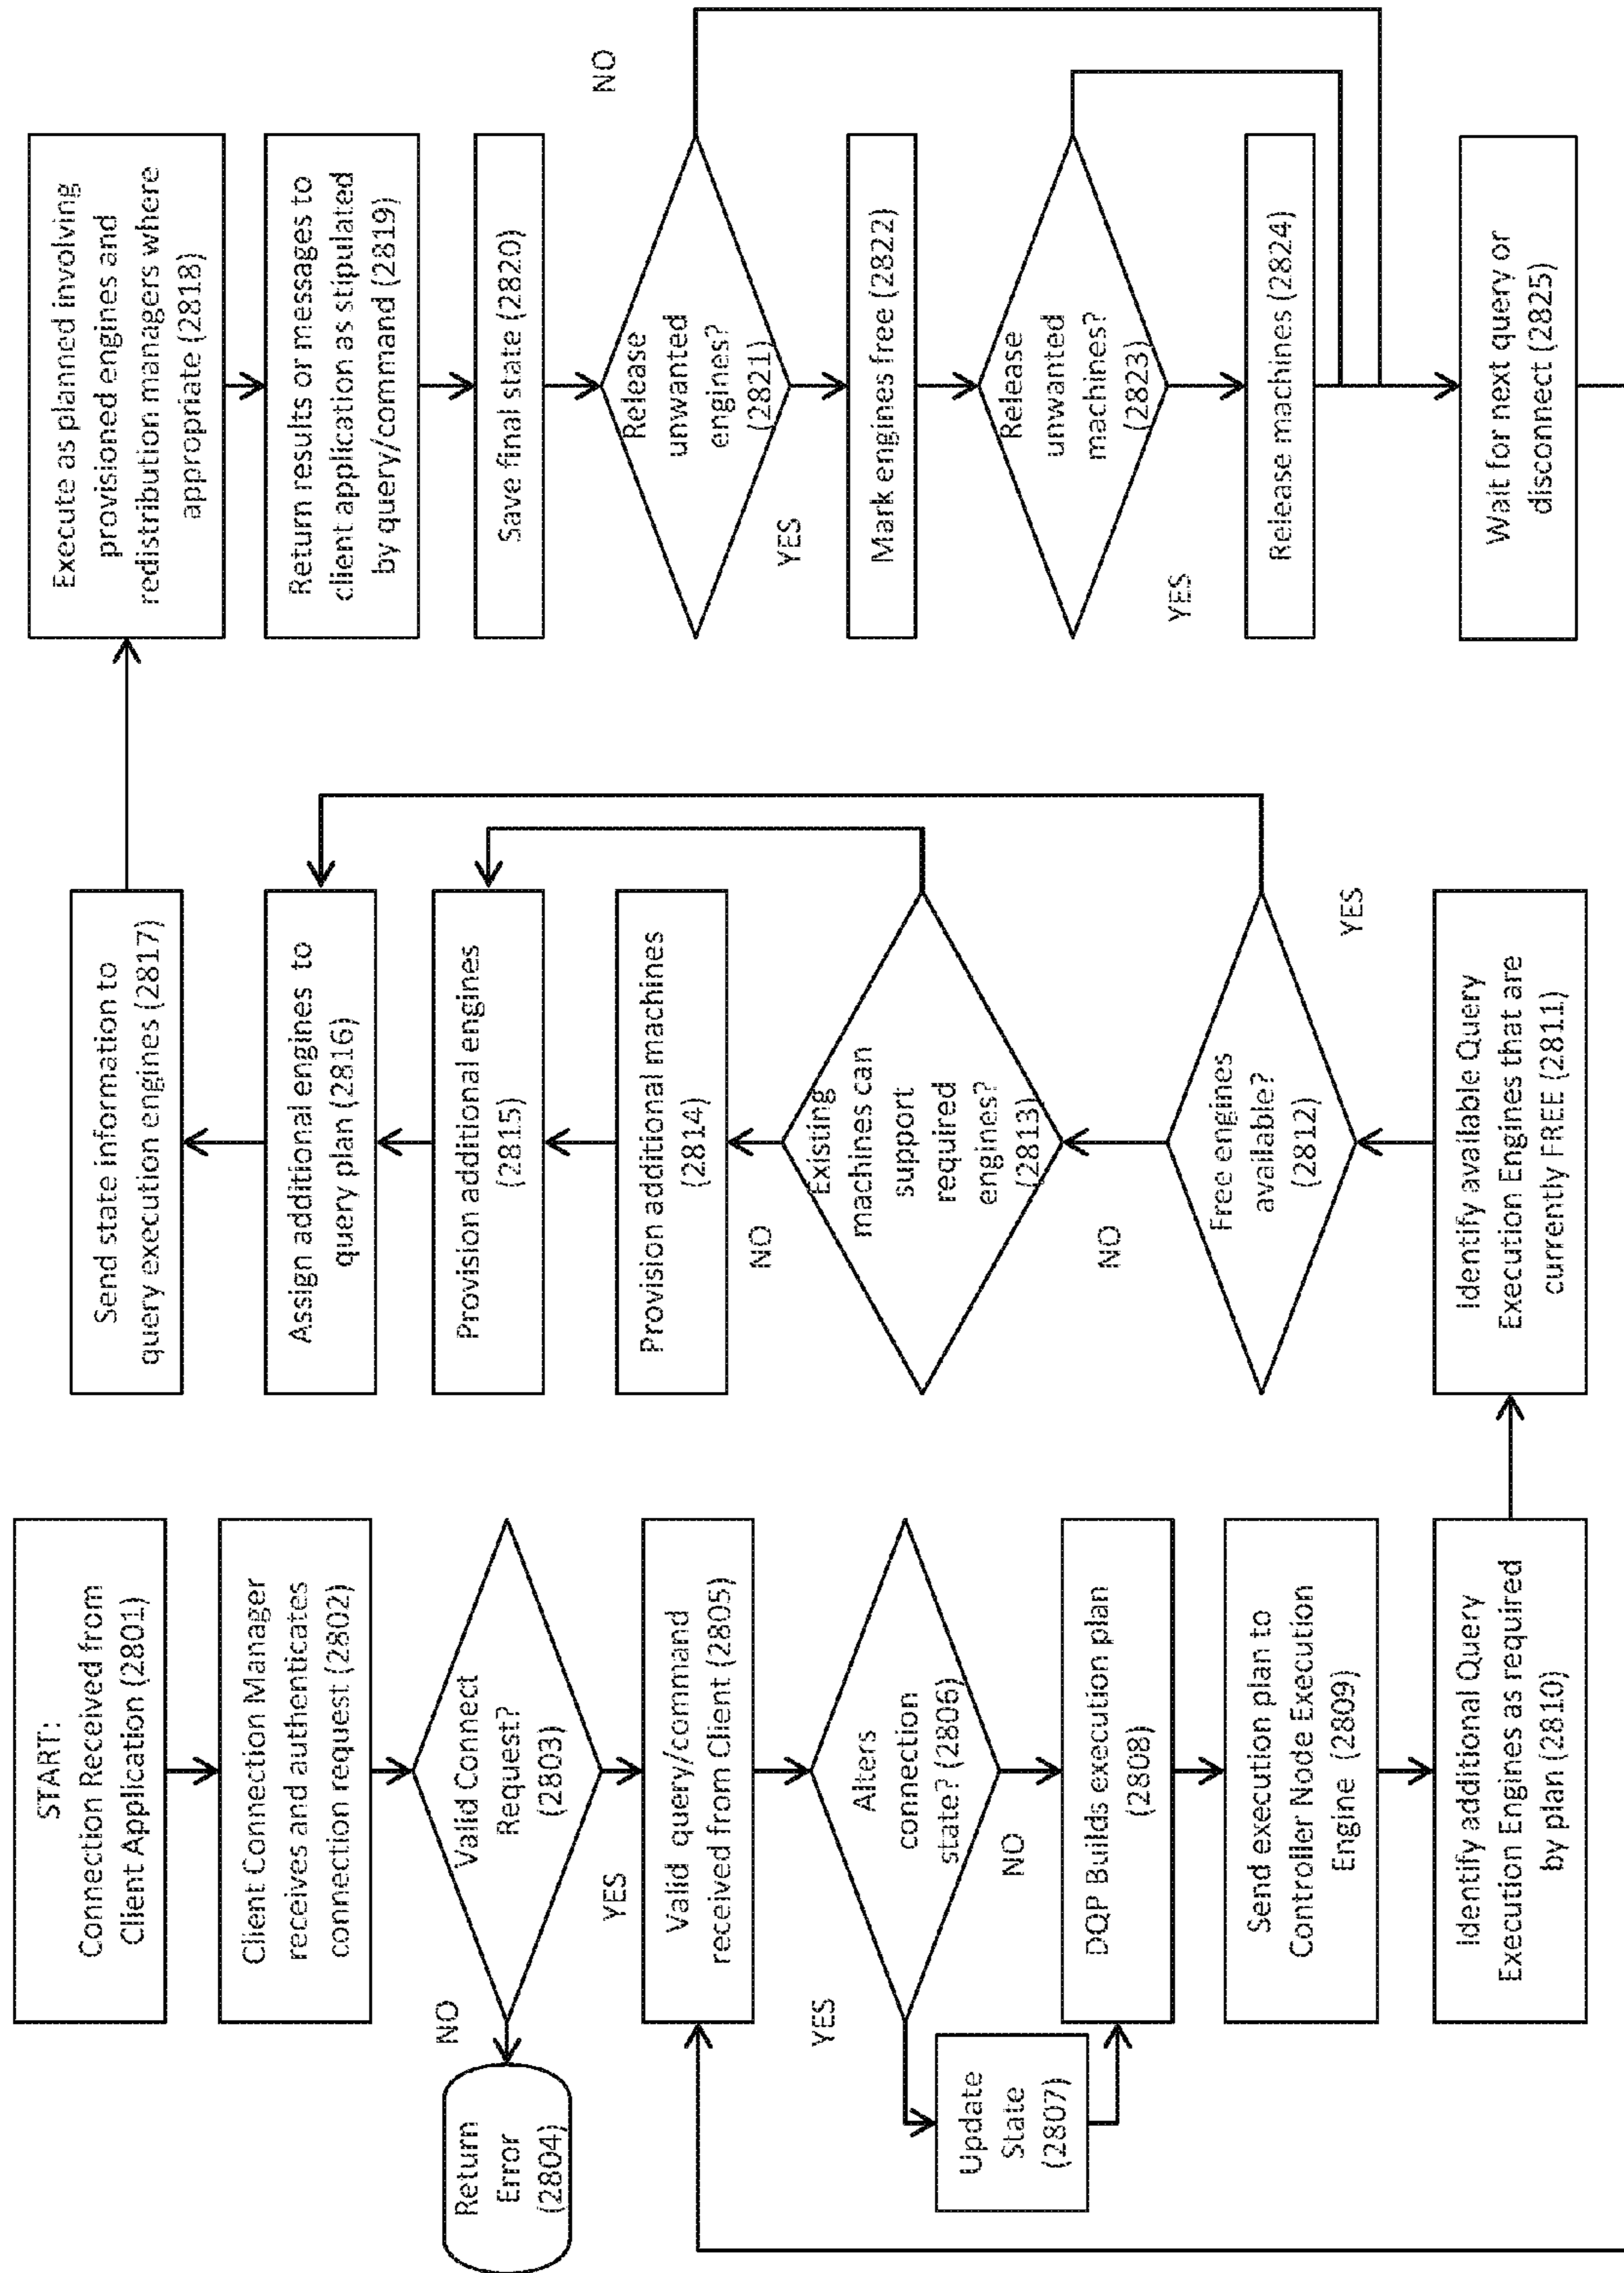 START:
Connection Received from
Client Application (2801)
Client Connection Manager
receives and authenticates
connection request (2802)
Valid Connect
Request?
(2803)
NO
Return
Error
(2804)
YES
Valid query/command
received from Client (2805)
Alters
connection
state? (2806)
YES
Update
State
(2807)
NO
DQP Builds execution plan
(2808)
Send execution plan to
Controller Node Execution
Engine (2809)
Identify additional Query
Execution Engines as required
by plan (2810)
Identify available Query
Execution Engines that are
currently FREE (2811)
Free engines
available?
(2812)
YES
NO
Existing
machines can
support
required
engines?
(2813)
NO
Provision additional machines
(2814)
Provision additional engines
(2815)
Assign additional engines to
query plan (2816)
Send state information to
query execution engines (2817)
Execute as planned involving
provisioned engines and
redistribution managers where
appropriate (2818)
Return results or messages to
client application as stipulated
by query/command (2819)
Save final state (2820)
Release
unwanted
engines?
(2821)
NO
YES
Mark engines free (2822)
Release
unwanted
machines?
(2823)
YES
Release machines (2824)
Wait for next query or
disconnect (2825)